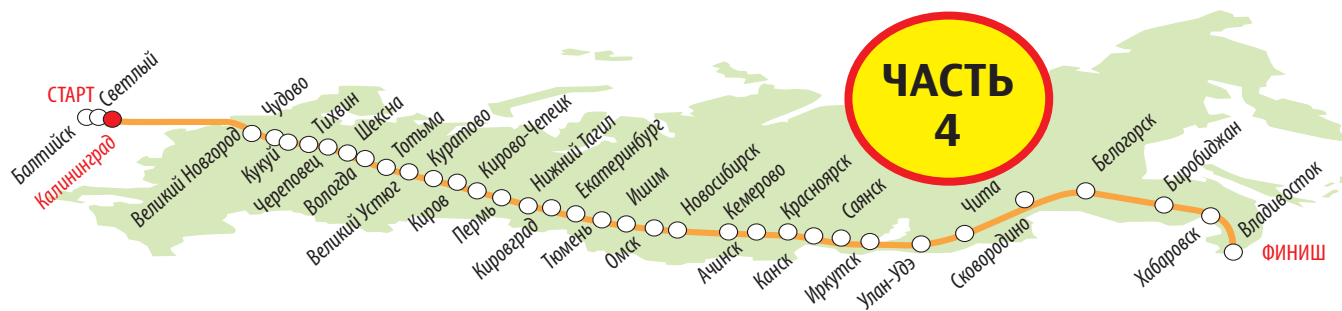 СТАРТ
Балтийск
Светлый
Калининград
Великий Новгород
Чудово
Кукуй
Тихвин
Череповец
Шексна
Вологда
Тотьма
Великий Устюг
Куратово
Киров
Кирово-Чепецк
Пермь
Нижний Тагил
Кировград
Екатеринбург
Тюмень
Ишим
Омск
Новосибирск
Кемерово
Ачинск
Красноярск
Канск
Саянск
Иркутск
Улан-Удэ
Чита
Сковородино
Белогорск
Биробиджан
Хабаровск
Владивосток
ФИНИШ
ЧАСТЬ
4